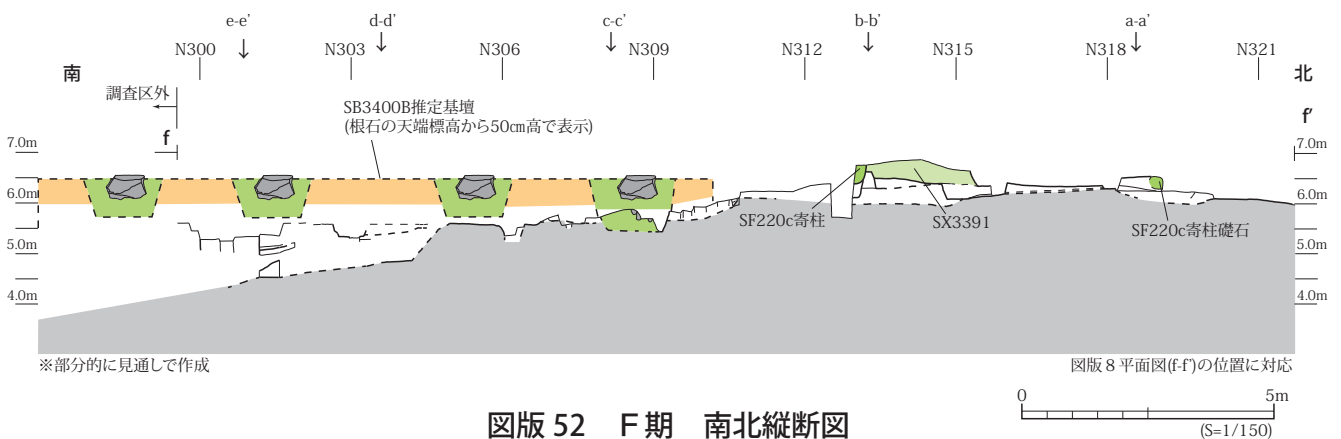 e-e’ d-d’ c-c’ b-b’ a-a’
N300 N303 N306 N309 N312 N315 N318 N321
南 北
調査区外
SB3400B推定基壇
(根石の天端標高から50㎝高で表示)
f f’
7.0m 7.0m
6.0m 6.0m
SF220c寄柱 SX3391 SF220c寄柱礎石
5.0m 5.0m
4.0m 4.0m
※部分的に見通しで作成 図版８平面図(f-f’)の位置に対応
0 5m
図版 52　Ｆ期　南北縦断図
(S=1/150)